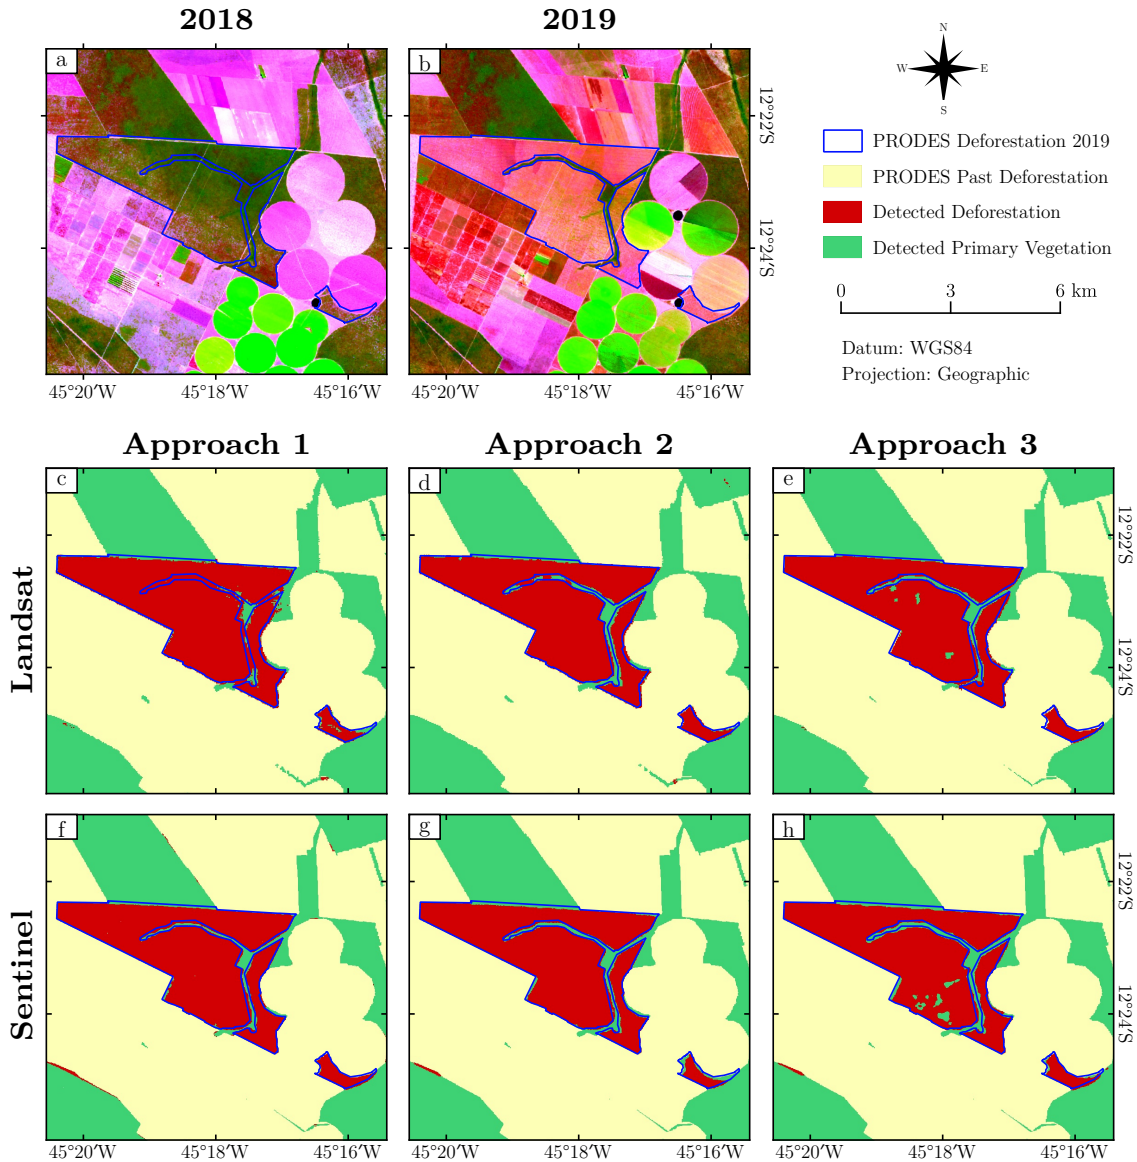 2018
2019
a
b
N
W
E
S
12°22′S
12°24′S
PRODES Deforestation 2019
PRODES Past Deforestation
Detected Deforestation
Detected Primary Vegetation
0
3
6 km
Datum: WGS84
Projection: Geographic
45°20′W
45°18′W
45°16′W
45°20′W
45°18′W
45°16′W
Approach 1
Approach 2
Approach 3
Landsat
c
d
e
12°22′S
12°24′S
Sentinel
f
g
h
12°22′S
12°24′S
45°20′W
45°18′W
45°16′W
45°20′W
45°18′W
45°16′W
45°20′W
45°18′W
45°16′W